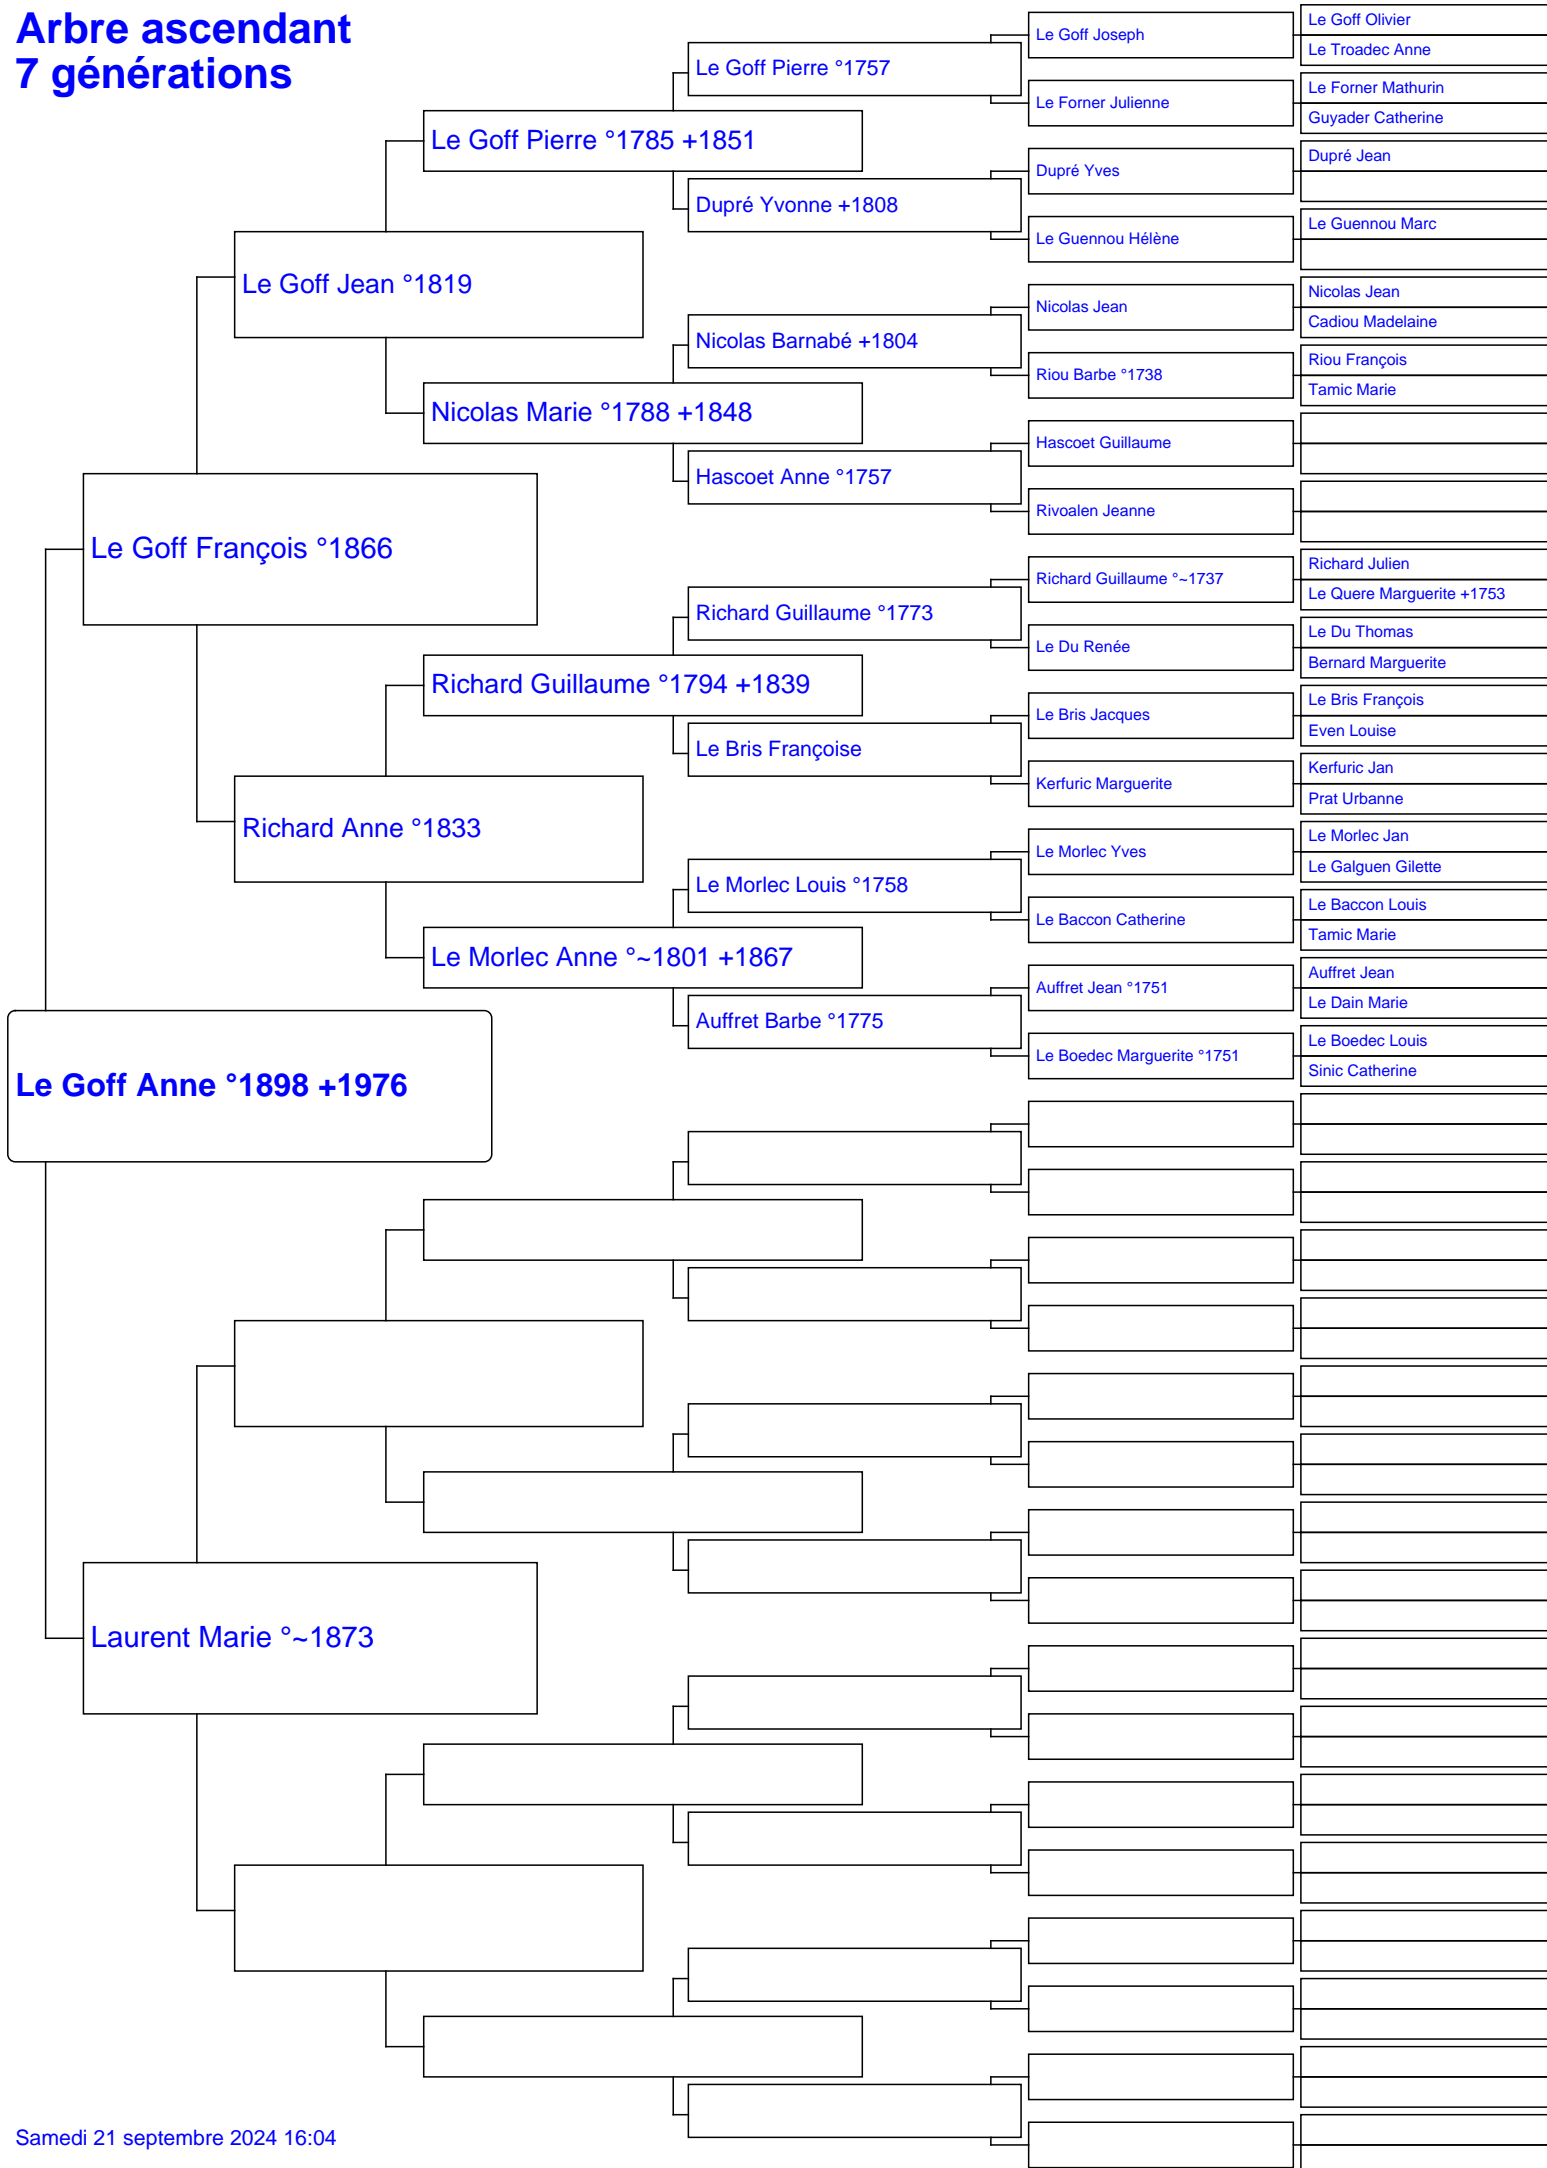 Arbre ascendant
7 générations
Le Goff Anne °1898 +1976
Le Goff François °1866
Laurent Marie °~1873
Le Goff Jean °1819
Richard Anne °1833
Le Goff Pierre °1785 +1851
Nicolas Marie °1788 +1848
Richard Guillaume °1794 +1839
Le Morlec Anne °~1801 +1867
Le Goff Pierre °1757
Dupré Yvonne +1808
Nicolas Barnabé +1804
Hascoet Anne °1757
Richard Guillaume °1773
Le Bris Françoise
Le Morlec Louis °1758
Auffret Barbe °1775
Le Goff Joseph
Le Forner Julienne
Dupré Yves
Le Guennou Hélène
Nicolas Jean
Riou Barbe °1738
Hascoet Guillaume
Rivoalen Jeanne
Richard Guillaume °~1737
Le Du Renée
Le Bris Jacques
Kerfuric Marguerite
Le Morlec Yves
Le Baccon Catherine
Auffret Jean °1751
Le Boedec Marguerite °1751
Le Goff Olivier
Le Troadec Anne
Le Forner Mathurin
Guyader Catherine
Dupré Jean
Le Guennou Marc
Nicolas Jean
Cadiou Madelaine
Riou François
Tamic Marie
Richard Julien
Le Quere Marguerite +1753
Le Du Thomas
Bernard Marguerite
Le Bris François
Even Louise
Kerfuric Jan
Prat Urbanne
Le Morlec Jan
Le Galguen Gilette
Le Baccon Louis
Tamic Marie
Auffret Jean
Le Dain Marie
Le Boedec Louis
Sinic Catherine
Samedi 21 septembre 2024 16:04